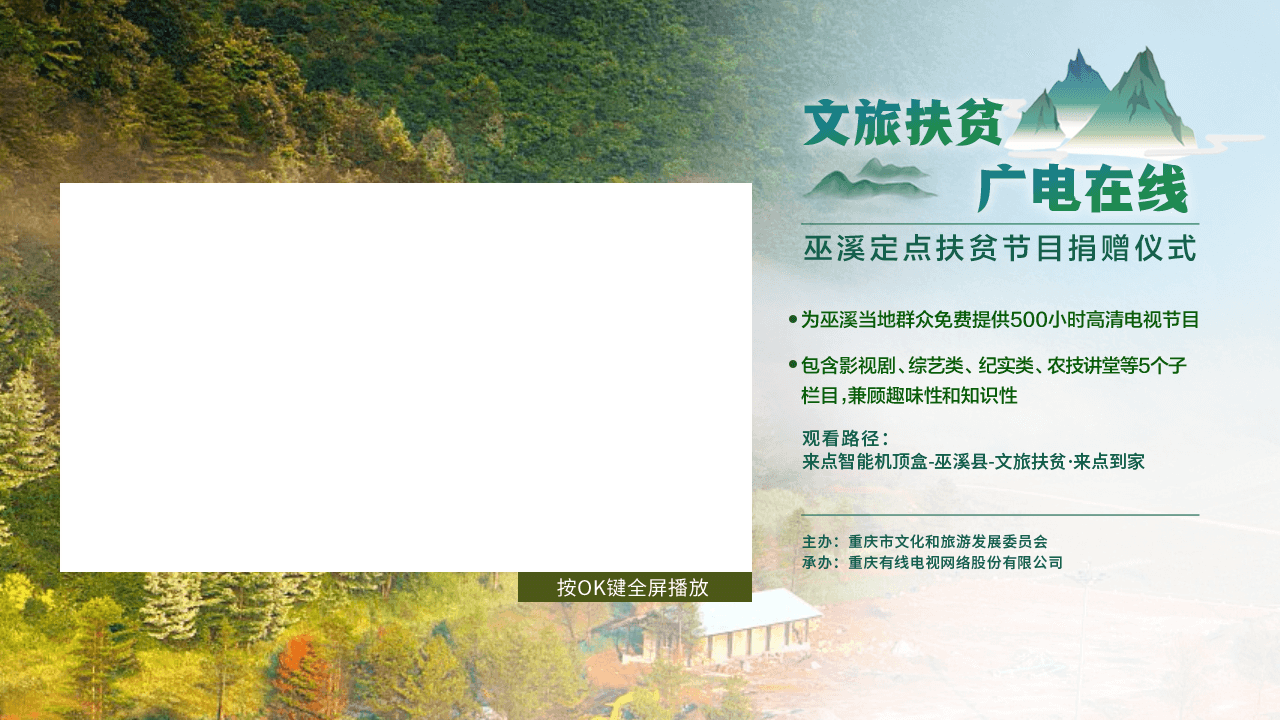 文旅扶贫
广电在线
巫溪定点扶贫节目捐赠仪式
●为巫溪当地群众免费提供500小时高清电视节目
●包含影视剧、综艺类、纪实类、农技讲堂等5个子
栏目,兼顾趣味性和知识性
观看路径：
来点智能机顶盒-巫溪县-文旅扶贫·来点到家
主办：重庆市文化和旅游发展委员会
承办：重庆有线电视网络股份有限公司
按OK键全屏播放